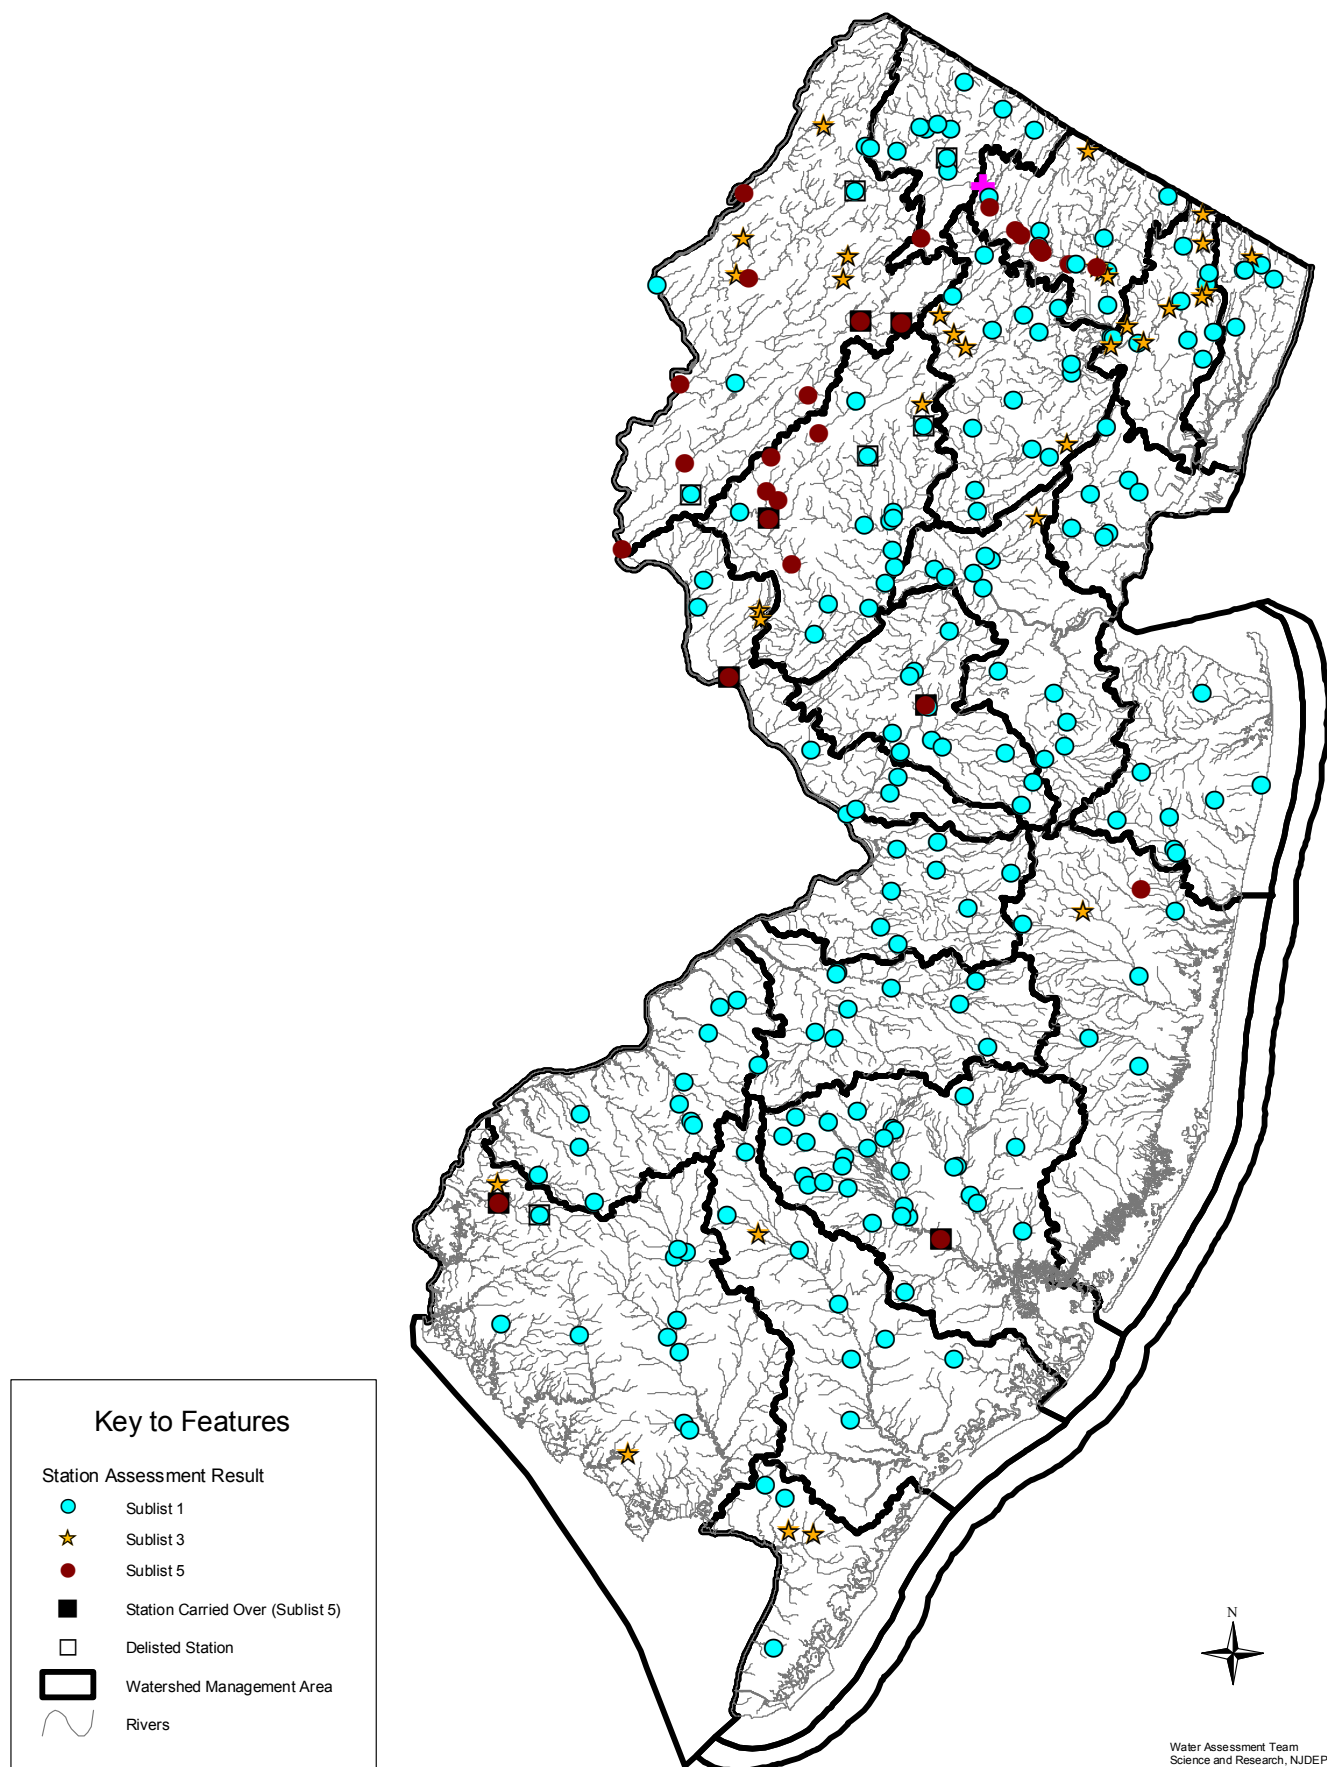 Key to Features
Station Assessment Result
Sublist 1
Sublist 3
Sublist 5
Station Carried Over (Sublist 5)
Delisted Station
Watershed Management Area
Rivers
N
Water Assessment Team
Science and Research, NJDEP